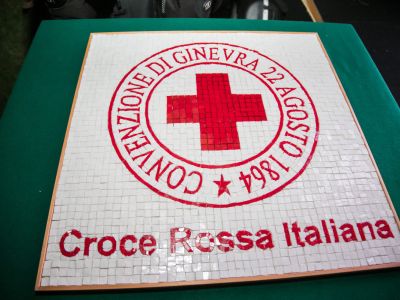 CONVENZIONE DI GINEVRA 22 AGOSTO 1864
Croce Rossa Italiana